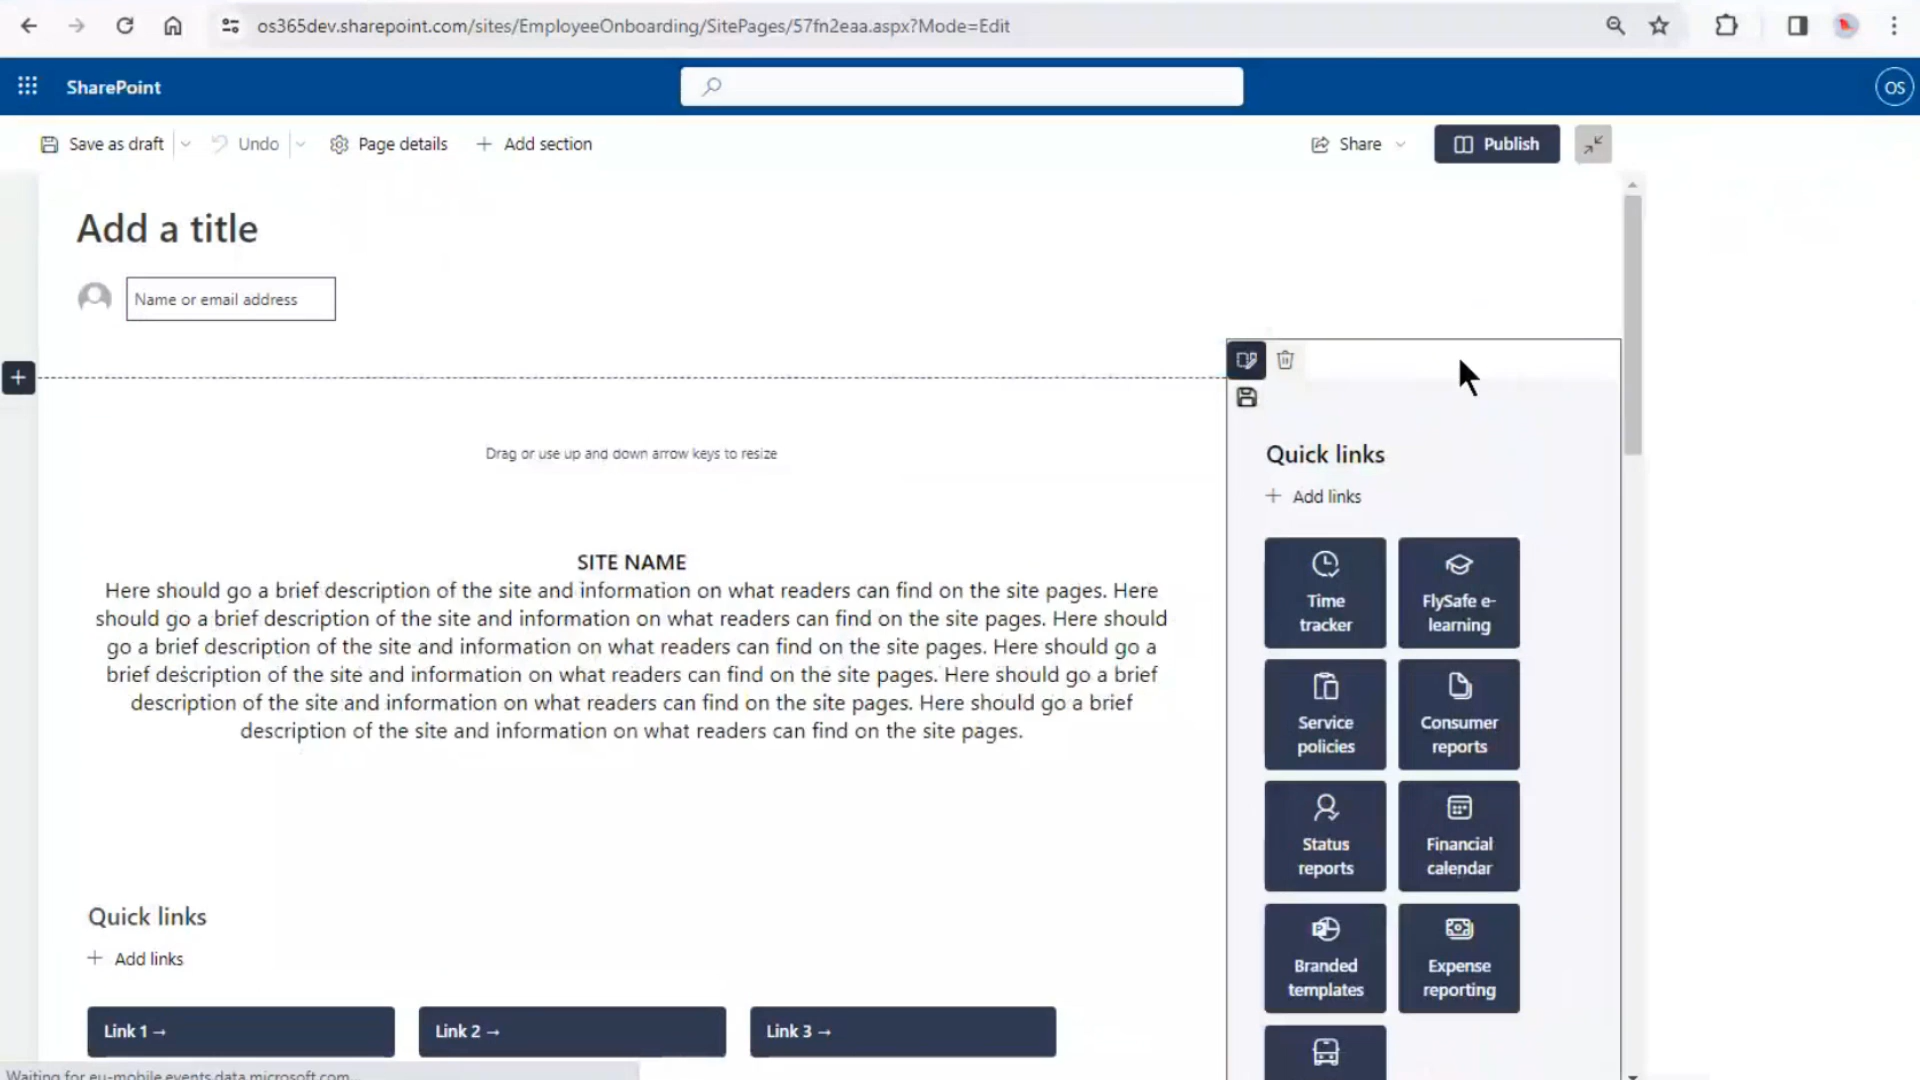 os365dev.sharepoint.com/sites/EmployeeOnboarding/SitePages/57fn2eaa.aspx?Mode=Edit
SharePoint
OS
Save as draft
Undo
Page details
+ Add section
Share
Publish
Add a title
Name or email address
Drag or use up and down arrow keys to resize
SITE NAME
Here should go a brief description of the site and information on what readers can find on the site pages. Here
should go a brief description of the site and information on what readers can find on the site pages. Here should
go a brief description of the site and information on what readers can find on the site pages. Here should go a
brief description of the site and information on what readers can find on the site pages. Here should go a brief
description of the site and information on what readers can find on the site pages. Here should go a brief
description of the site and information on what readers can find on the site pages.
Quick links
+ Add links
Link 1 →
Link 2 →
Link 3 →
Quick links
+ Add links
Time
tracker
FlySafe e-
learning
Service
policies
Consumer
reports
Status
reports
Financial
calendar
Branded
templates
Expense
reporting
Waiting for eu-mobile.events.data.microsoft.com...